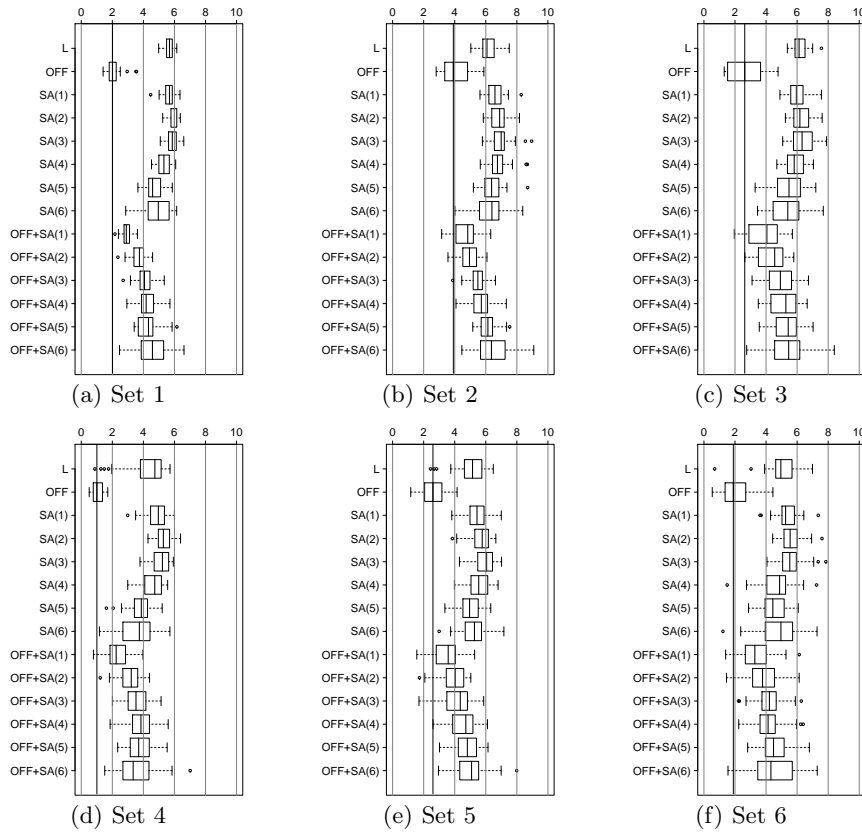 0 2 4 6 8 10
L
OFF
SA(1)
SA(2)
SA(3)
SA(4)
SA(5)
SA(6)
OFF+SA(1)
OFF+SA(2)
OFF+SA(3)
OFF+SA(4)
OFF+SA(5)
OFF+SA(6)
(a) Set 1
0 2 4 6 8 10
L
OFF
SA(1)
SA(2)
SA(3)
SA(4)
SA(5)
SA(6)
OFF+SA(1)
OFF+SA(2)
OFF+SA(3)
OFF+SA(4)
OFF+SA(5)
OFF+SA(6)
(b) Set 2
0 2 4 6 8 10
L
OFF
SA(1)
SA(2)
SA(3)
SA(4)
SA(5)
SA(6)
OFF+SA(1)
OFF+SA(2)
OFF+SA(3)
OFF+SA(4)
OFF+SA(5)
OFF+SA(6)
(c) Set 3
0 2 4 6 8 10
L
OFF
SA(1)
SA(2)
SA(3)
SA(4)
SA(5)
SA(6)
OFF+SA(1)
OFF+SA(2)
OFF+SA(3)
OFF+SA(4)
OFF+SA(5)
OFF+SA(6)
(d) Set 4
0 2 4 6 8 10
L
OFF
SA(1)
SA(2)
SA(3)
SA(4)
SA(5)
SA(6)
OFF+SA(1)
OFF+SA(2)
OFF+SA(3)
OFF+SA(4)
OFF+SA(5)
OFF+SA(6)
(e) Set 5
0 2 4 6 8 10
L
OFF
SA(1)
SA(2)
SA(3)
SA(4)
SA(5)
SA(6)
OFF+SA(1)
OFF+SA(2)
OFF+SA(3)
OFF+SA(4)
OFF+SA(5)
OFF+SA(6)
(f) Set 6